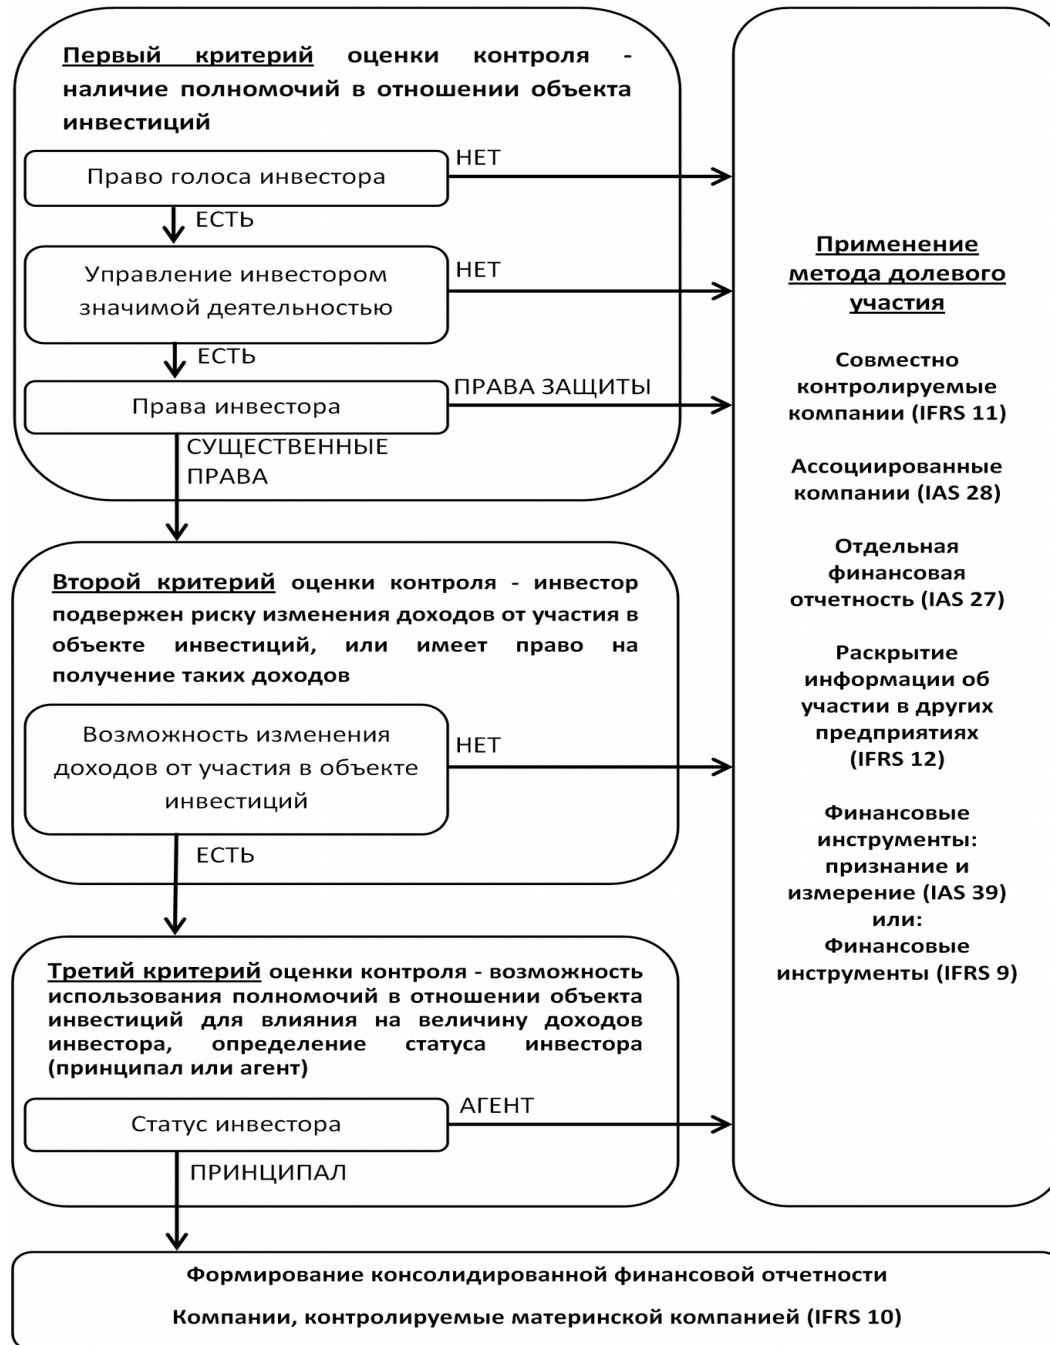 Первый критерий оценки контроля -
наличие полномочий в отношении объекта
инвестиций
Право голоса инвестора
НЕТ
ЕСТЬ
Управление инвестором
значимой деятельностью
НЕТ
ЕСТЬ
Права инвестора
ПРАВА ЗАЩИТЫ
СУЩЕСТВЕННЫЕ
ПРАВА
Второй критерий оценки контроля - инвестор
подвержен риску изменения доходов от участия в
объекте инвестиций, или имеет право на
получение таких доходов
Возможность изменения
доходов от участия в объекте
инвестиций
НЕТ
ЕСТЬ
Третий критерий оценки контроля - возможность
использования полномочий в отношении объекта
инвестиций для влияния на величину доходов
инвестора, определение статуса инвестора
(принципал или агент)
Статус инвестора
АГЕНТ
ПРИНЦИПАЛ
Применение
метода долевого
участия
Совместно
контролируемые
компании (IFRS 11)
Ассоциированные
компании (IAS 28)
Отдельная
финансовая
отчетность (IAS 27)
Раскрытие
информации об
участии в других
предприятиях
(IFRS 12)
Финансовые
инструменты:
признание и
измерение (IAS 39)
или:
Финансовые
инструменты (IFRS 9)
Формирование консолидированной финансовой отчетности
Компании, контролируемые материнской компанией (IFRS 10)